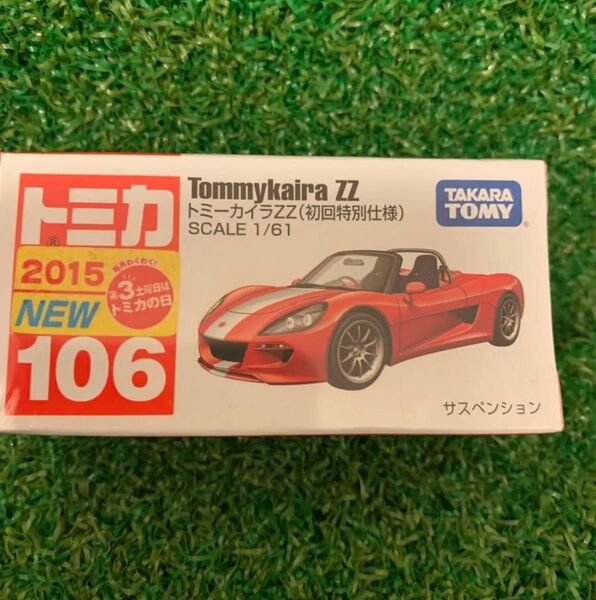 トミカ
®
2015
NEW
毎月わくわく!
第3土曜日は
トミカの日
106
Tommykaira ZZ
トミーカイラZZ(初回特別仕様)
SCALE 1/61
TAKARA
TOMY
®
サスペンション